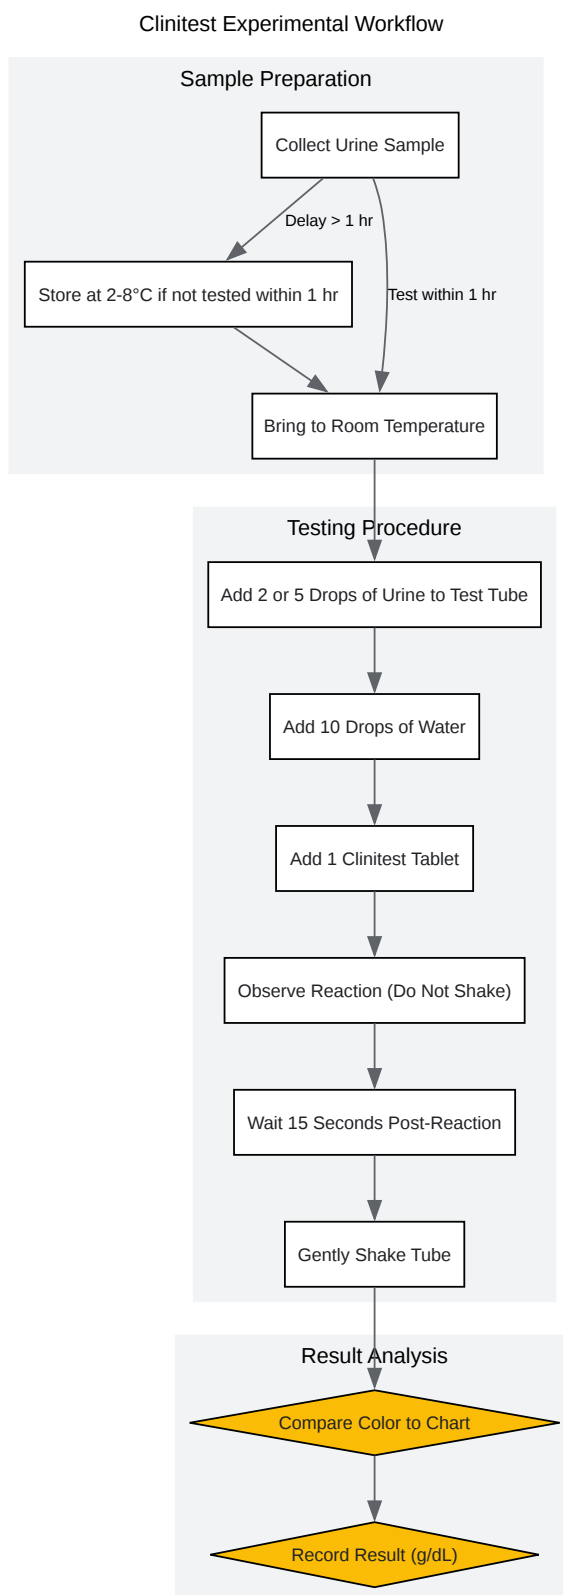 Clinitest Experimental Workflow
Sample Preparation
Collect Urine Sample
Delay > 1 hr
Store at 2-8°C if not tested within 1 hr
Test within 1 hr
Bring to Room Temperature
Testing Procedure
Add 2 or 5 Drops of Urine to Test Tube
Add 10 Drops of Water
Add 1 Clinitest Tablet
Observe Reaction (Do Not Shake)
Wait 15 Seconds Post-Reaction
Gently Shake Tube
Result Analysis
Compare Color to Chart
Record Result (g/dL)